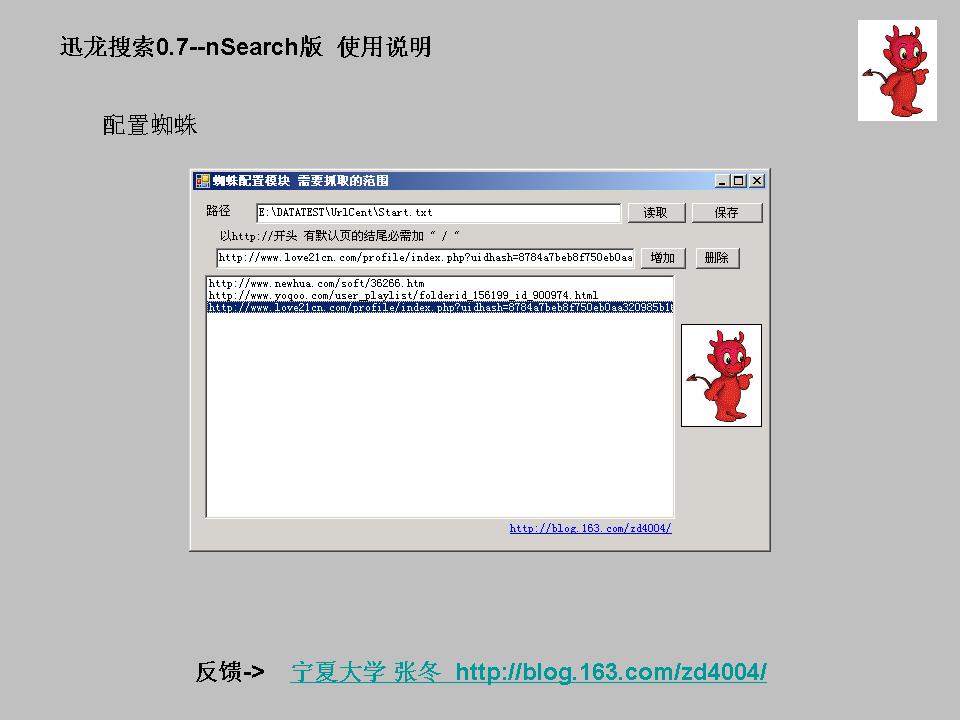 迅龙搜索0.7--nSearch版 使用说明
配置蜘蛛
蜘蛛配置模块 需要抓取的范围
路径 E:\DATATEST\UrlCent\Start.txt 读取 保存
以http://开头 有默认页的结尾必需加 “ / ”
http://www.love21cn.com/profile/index.php?uidhash=8784a7beb8f750eb0aa 增加 删除
http://www.newhua.com/soft/36266.htm
http://www.yoqoo.com/user_playlist/folderid_156199_id_900974.html
http://www.love21cn.com/profile/index.php?uidhash=8784a7beb8f750eb0aa320985b18
http://blog.163.com/zd4004/
反馈-> 宁夏大学 张冬 http://blog.163.com/zd4004/